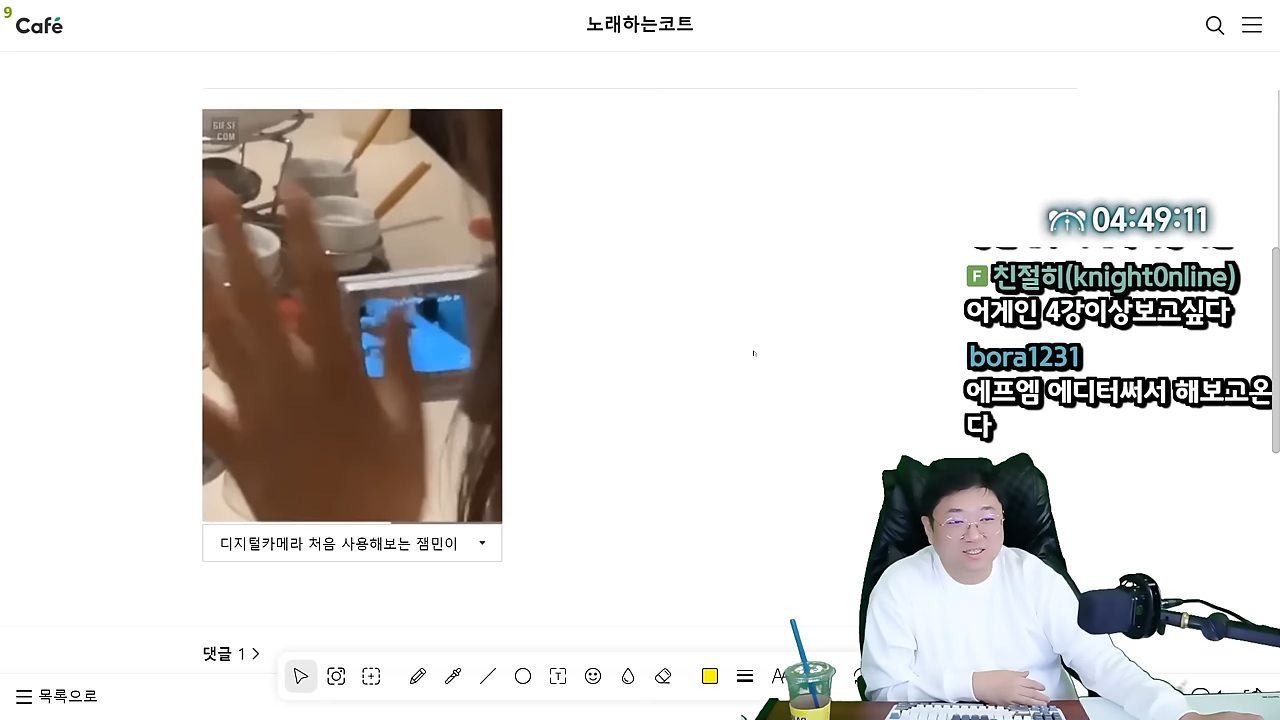 9
Café
노래하는코트
GIFSF
.COM
04:49:11
F 친절히(knight0nline)
어게인 4강이상보고싶다
bora1231
에프엠 에디터써서 해보고온
다
디지털카메라 처음 사용해보는 잼민이
댓글 1 >
목록으로